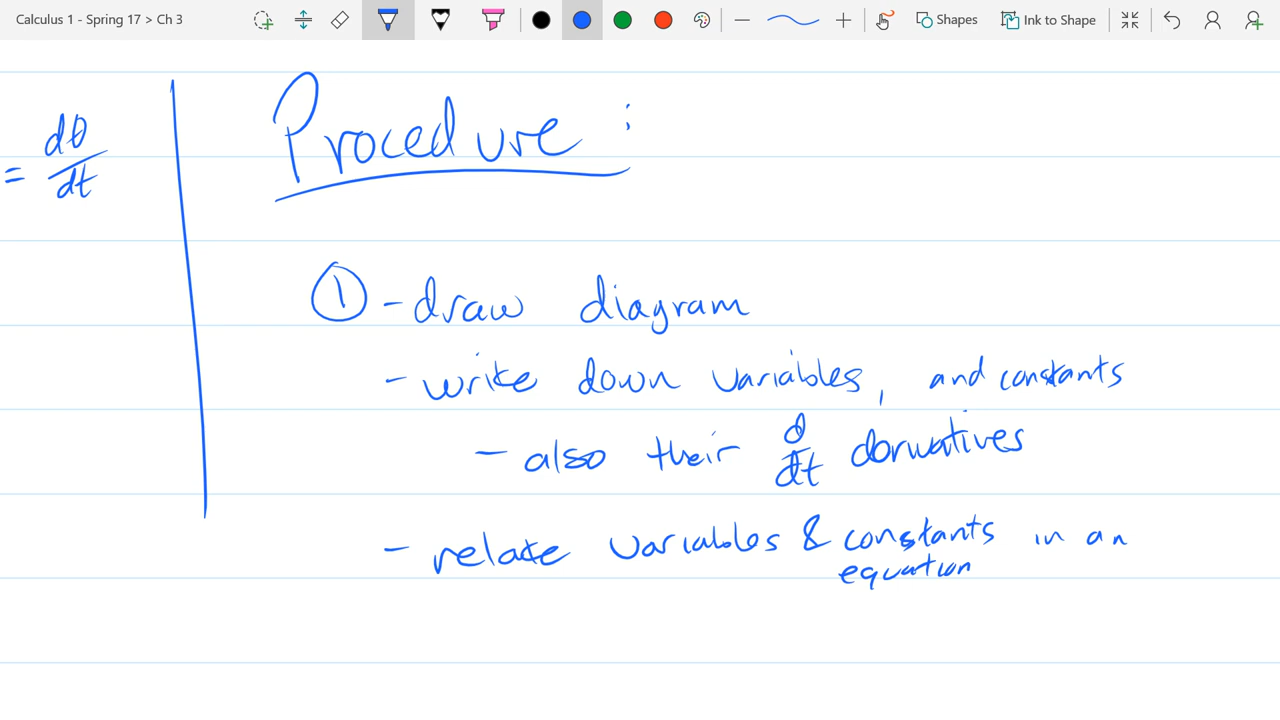 Calculus 1 - Spring 17 > Ch 3
Shapes
Ink to Shape
= dθ/dt
Procedure:
① - draw diagram
- write down variables, and constants
- also their d/dt dervatives
- relate variables & constants in an
equation